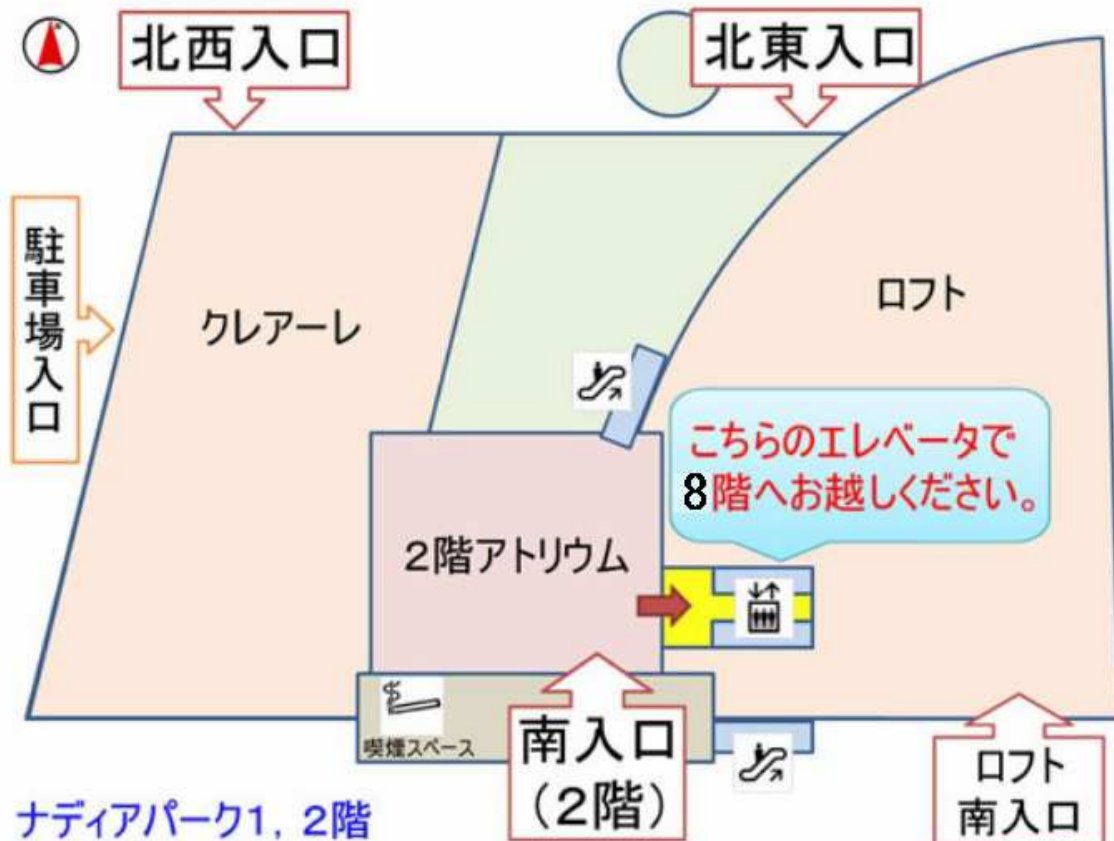 北西入口
北東入口
駐車場入口
クレアーレ
ロフト
こちらのエレベータで
8階へお越しください。
2階アトリウム
喫煙スペース
南入口
（2階）
ロフト
南入口
ナディアパーク1，2階